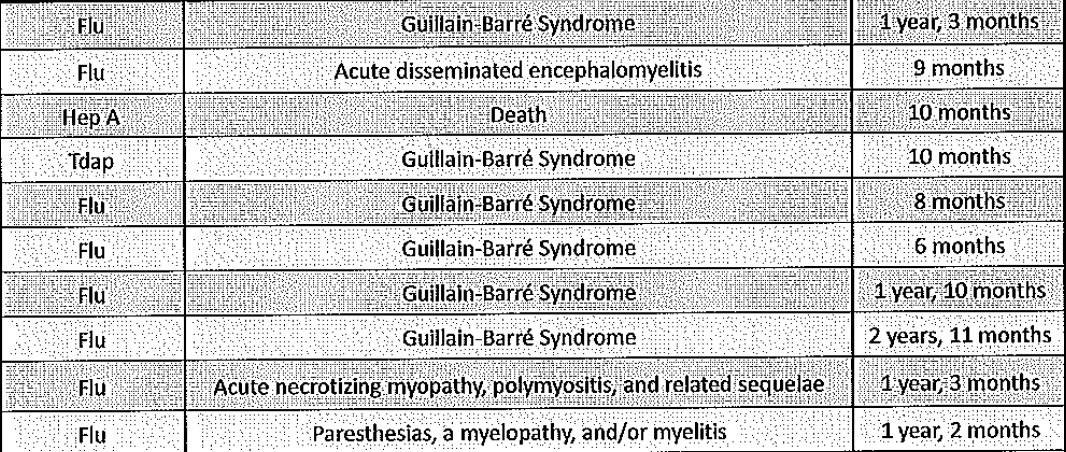 Flu Guillain-Barré Syndrome 1 year, 3 months
Flu Acute disseminated encephalomyelitis 9 months
Hep A Death 10 months
Tdap Guillain-Barré Syndrome 10 months
Flu Guillain-Barré Syndrome 8 months
Flu Guillain-Barré Syndrome 6 months
Flu Guillain-Barré Syndrome 1 year, 10 months
Flu Guillain-Barré Syndrome 2 years, 11 months
Flu Acute necrotizing myopathy, polymyositis, and related sequelae 1 year, 3 months
Flu Paresthesias, a myelopathy, and/or myelitis 1 year, 2 months